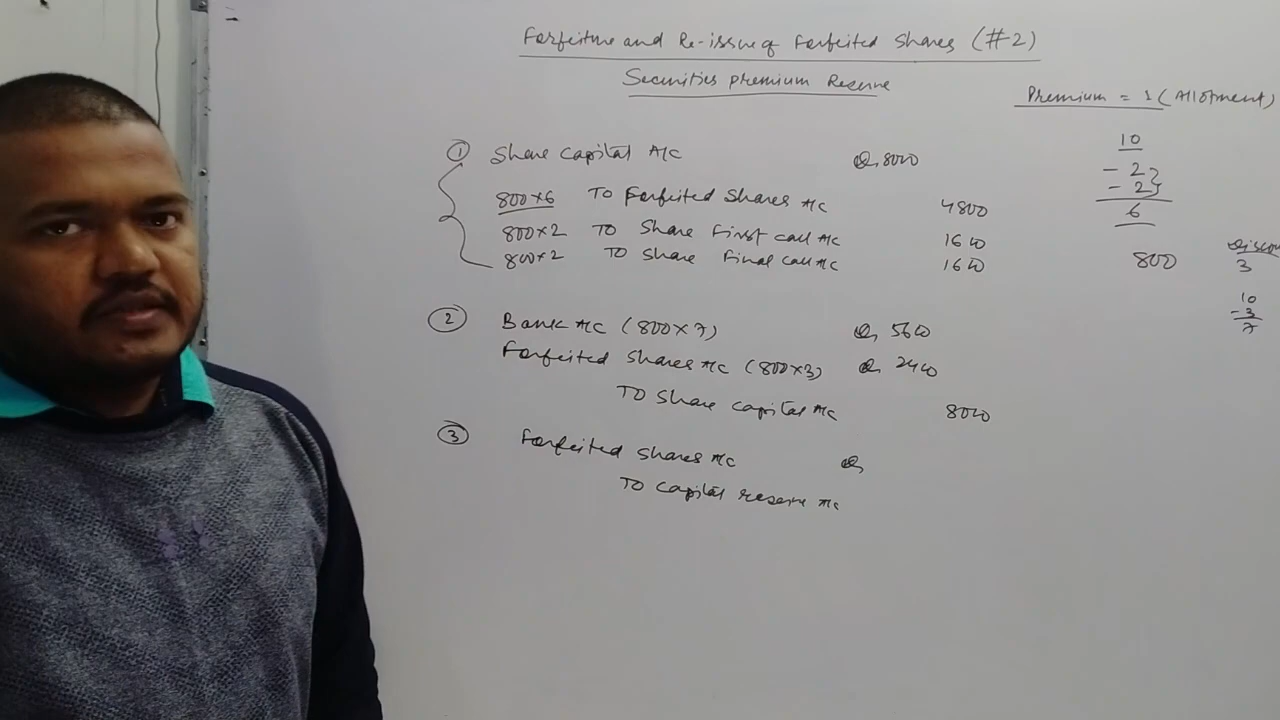 Forfeiture and Re-issue of Forfeited Shares (#2)
Securities premium Reserve
Premium = 1 (Allotment)
① Share Capital A/C Dr 8000
800×6 To Forfeited Shares A/c 4800
800×2 To Share First call A/c 1600
800×2 To Share Final call A/c 1600
10
- 2
- 2
6
800
3
10
- 3
7
② Bank A/C (800×7) Dr 5600
Forfeited Shares A/c (800×3) Dr 2400
To Share Capital A/c 8000
③ Forfeited Shares A/c Dr
To Capital reserve A/c